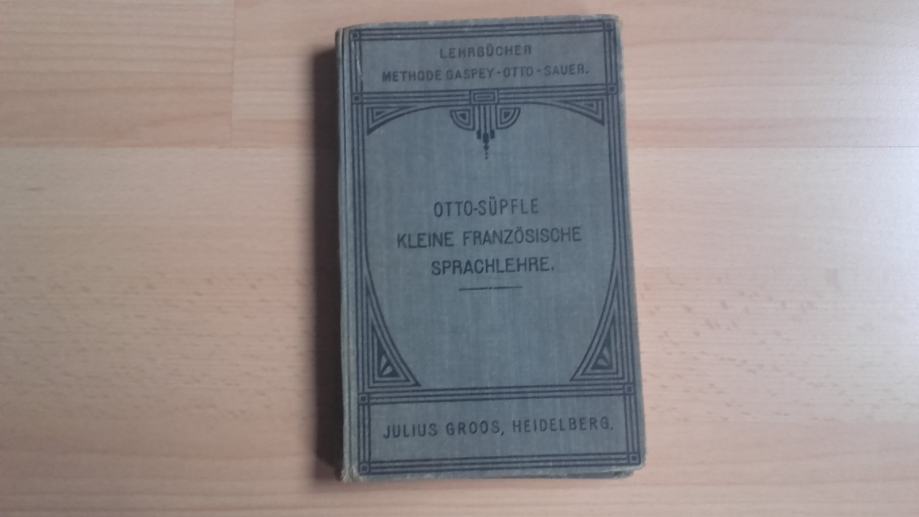 LEHRBÜCHER
METHODE GASPEY-OTTO-SAUER.
OTTO-SÜPFLE
KLEINE FRANZÖSISCHE
SPRACHLEHRE.
JULIUS GROOS, HEIDELBERG.